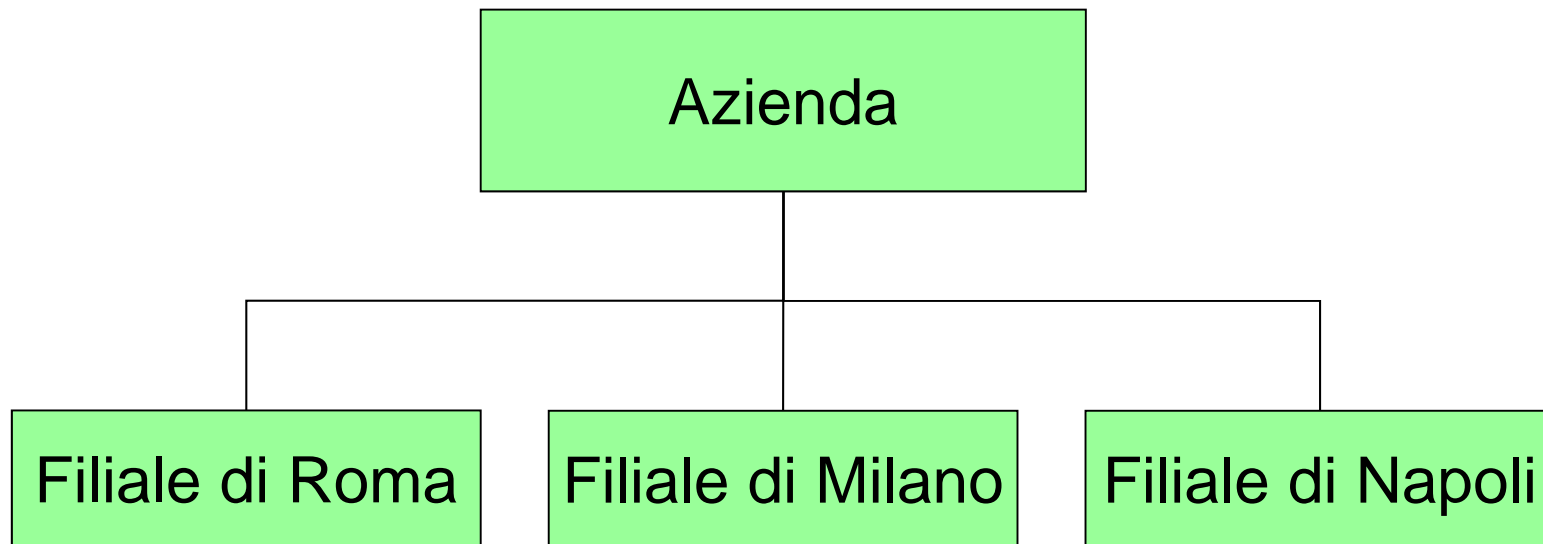 Azienda
Filiale di Roma
Filiale di Milano
Filiale di Napoli